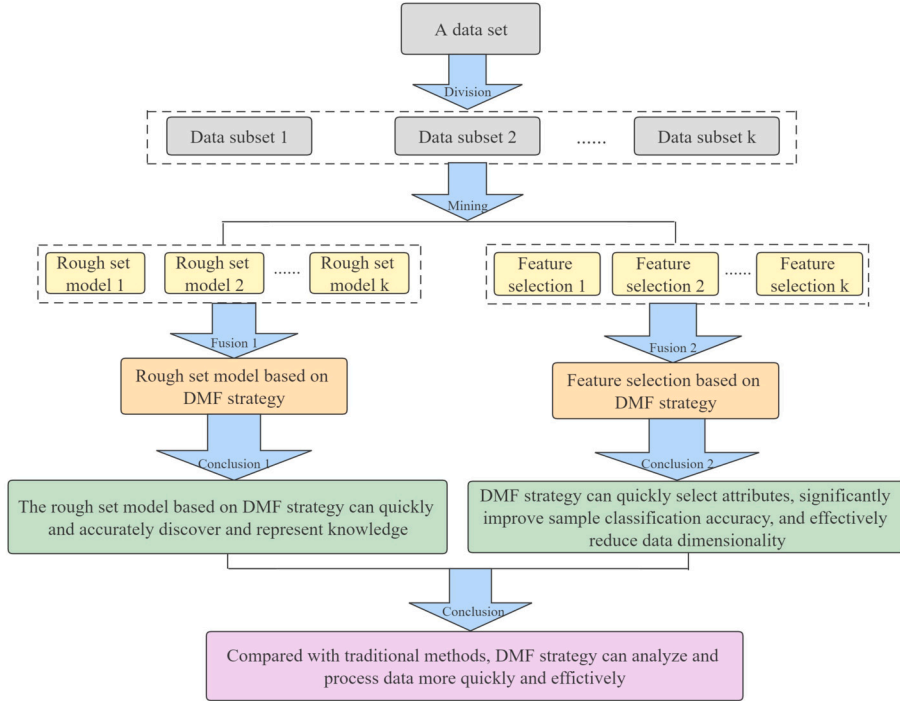 A data set
Division
Data subset 1
Data subset 2
......
Data subset k
Mining
Rough set
model 1
Rough set
model 2
......
Rough set
model k
Feature
selection 1
Feature
selection 2
......
Feature
selection k
Fusion 1
Fusion 2
Rough set model based on
DMF strategy
Feature selection based on
DMF strategy
Conclusion 1
Conclusion 2
The rough set model based on DMF strategy can quickly
and accurately discover and represent knowledge
DMF strategy can quickly select attributes, significantly
improve sample classification accuracy, and effectively
reduce data dimensionality
Conclusion
Compared with traditional methods, DMF strategy can analyze and
process data more quickly and effictively